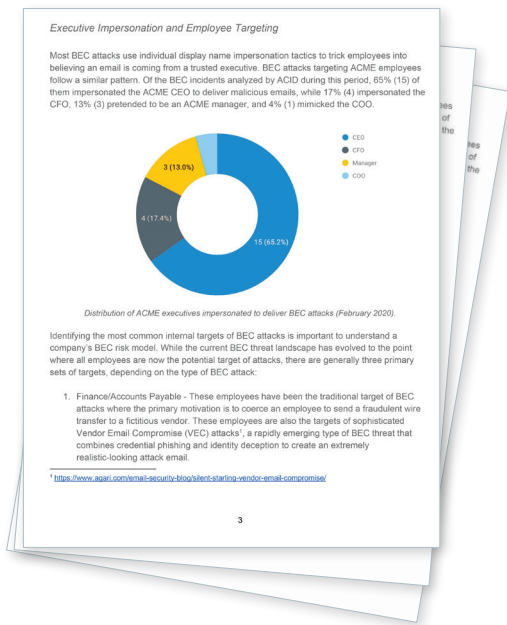 Executive Impersonation and Employee Targeting
Most BEC attacks use individual display name impersonation tactics to trick employees into
believing an email is coming from a trusted executive. BEC attacks targeting ACME employees
follow a similar pattern. Of the BEC incidents analyzed by ACID during this period, 65% (15) of
them impersonated the ACME CEO to deliver malicious emails, while 17% (4) impersonated the
CFO, 13% (3) pretended to be an ACME manager, and 4% (1) mimicked the COO.
CEO
CFO
Manager
COO
3 (13.0%)
4 (17.4%)
15 (65.2%)
Distribution of ACME executives impersonated to deliver BEC attacks (February 2020).
Identifying the most common internal targets of BEC attacks is important to understand a
company's BEC risk model. While the current BEC threat landscape has evolved to the point
where all employees are now the potential target of attacks, there are generally three primary
sets of targets, depending on the type of BEC attack:
1. Finance/Accounts Payable - These employees have been the traditional target of BEC
attacks where the primary motivation is to coerce an employee to send a fraudulent wire
transfer to a fictitious vendor. These employees are also the targets of sophisticated
Vendor Email Compromise (VEC) attacks¹, a rapidly emerging type of BEC threat that
combines credential phishing and identity deception to create an extremely
realistic-looking attack email.
¹ https://www.agari.com/email-security-blog/silent-starling-vendor-email-compromise/
3
ees
of
the
ees
of
the